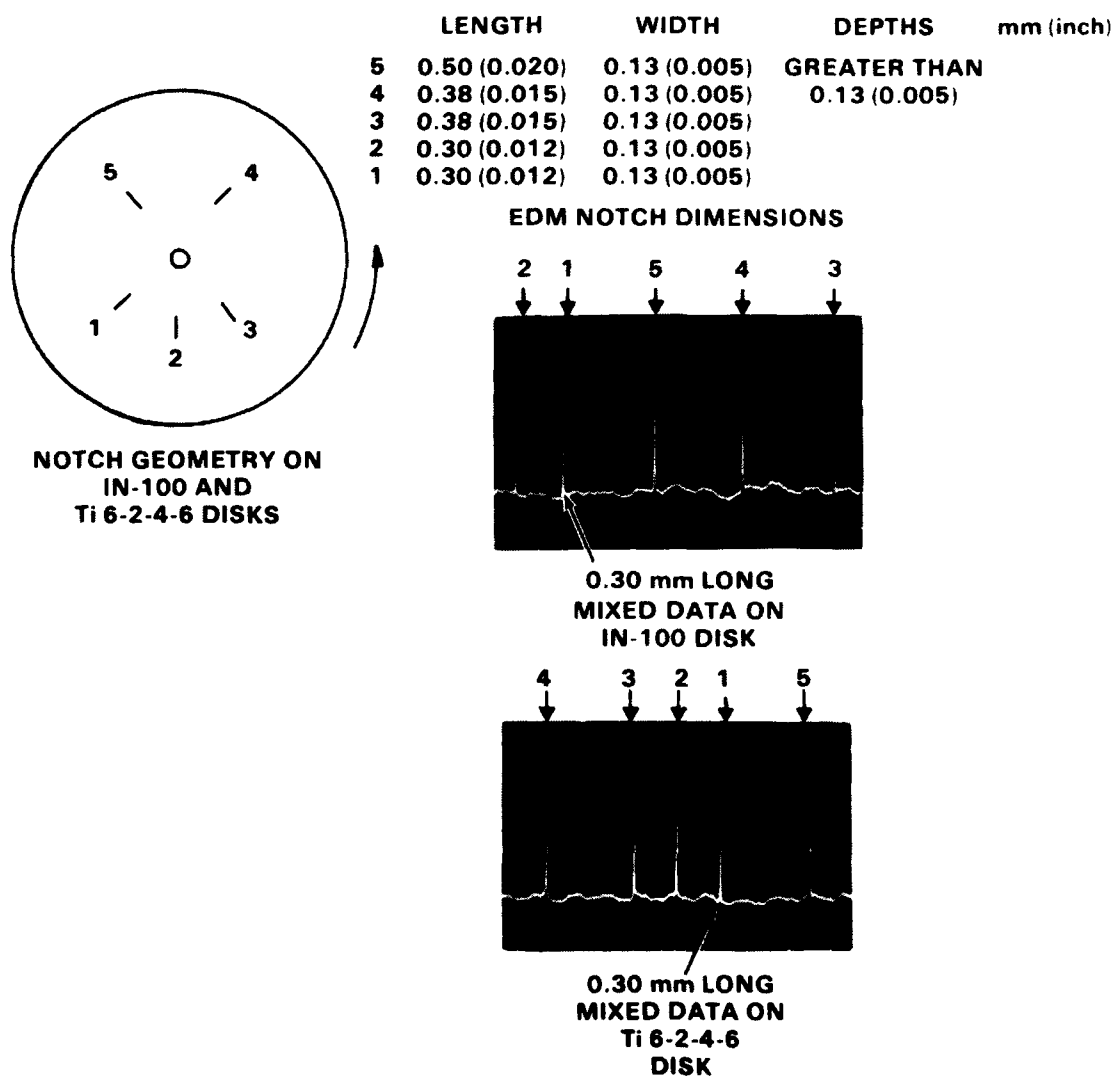 LENGTH WIDTH DEPTHS mm (inch)
5 0.50 (0.020) 0.13 (0.005) GREATER THAN
4 0.38 (0.015) 0.13 (0.005) 0.13 (0.005)
3 0.38 (0.015) 0.13 (0.005)
2 0.30 (0.012) 0.13 (0.005)
1 0.30 (0.012) 0.13 (0.005)
EDM NOTCH DIMENSIONS
5 4
1 2 3
NOTCH GEOMETRY ON
IN-100 AND
Ti 6-2-4-6 DISKS
2 1 5 4 3
0.30 mm LONG
MIXED DATA ON
IN-100 DISK
4 3 2 1 5
0.30 mm LONG
MIXED DATA ON
Ti 6-2-4-6
DISK